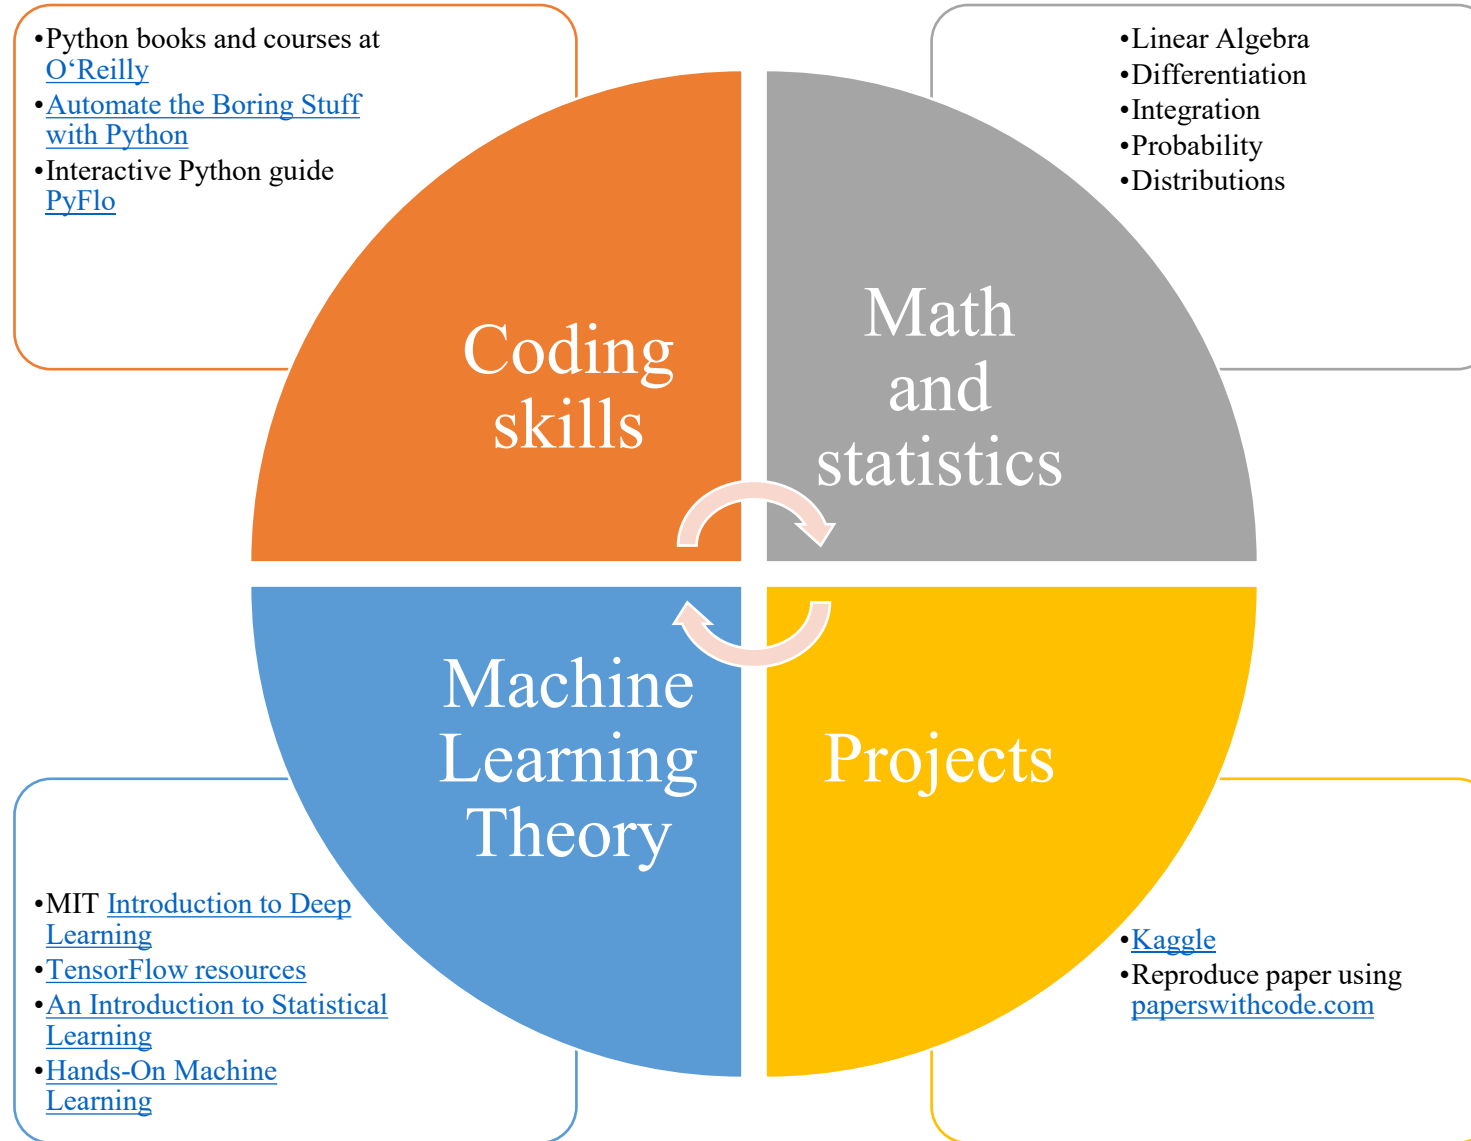 •Python books and courses at
O‘Reilly
•Automate the Boring Stuff
with Python
•Interactive Python guide
PyFlo
•Linear Algebra
•Differentiation
•Integration
•Probability
•Distributions
Coding
skills
Math
and
statistics
Machine
Learning
Theory
Projects
•MIT Introduction to Deep
Learning
•TensorFlow resources
•An Introduction to Statistical
Learning
•Hands-On Machine
Learning
•Kaggle
•Reproduce paper using
paperswithcode.com